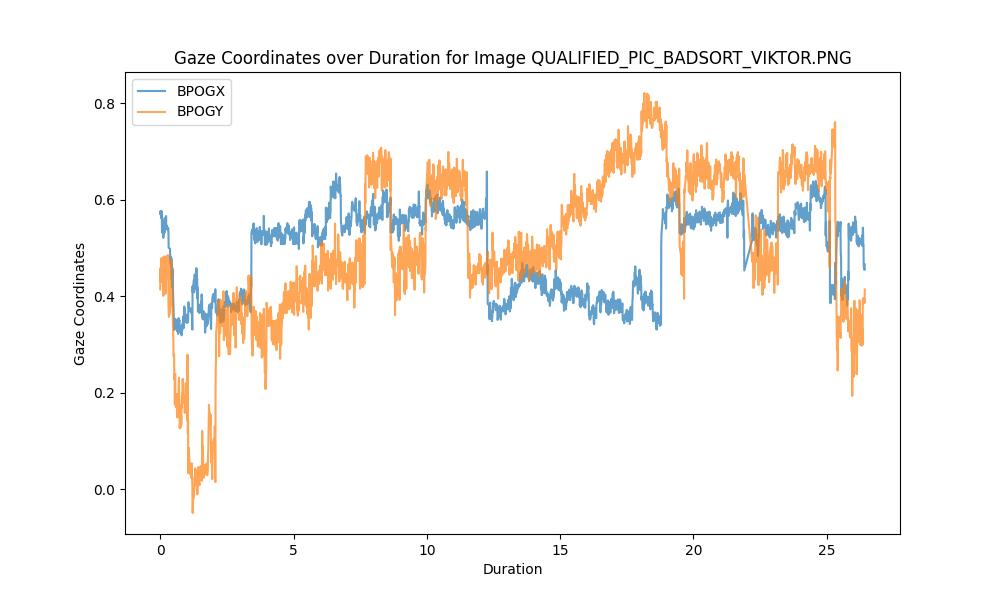 Gaze Coordinates over Duration for Image QUALIFIED_PIC_BADSORT_VIKTOR.PNG
BPOGX
BPOGY
0.8
0.6
0.4
0.2
0.0
Gaze Coordinates
0 5 10 15 20 25
Duration